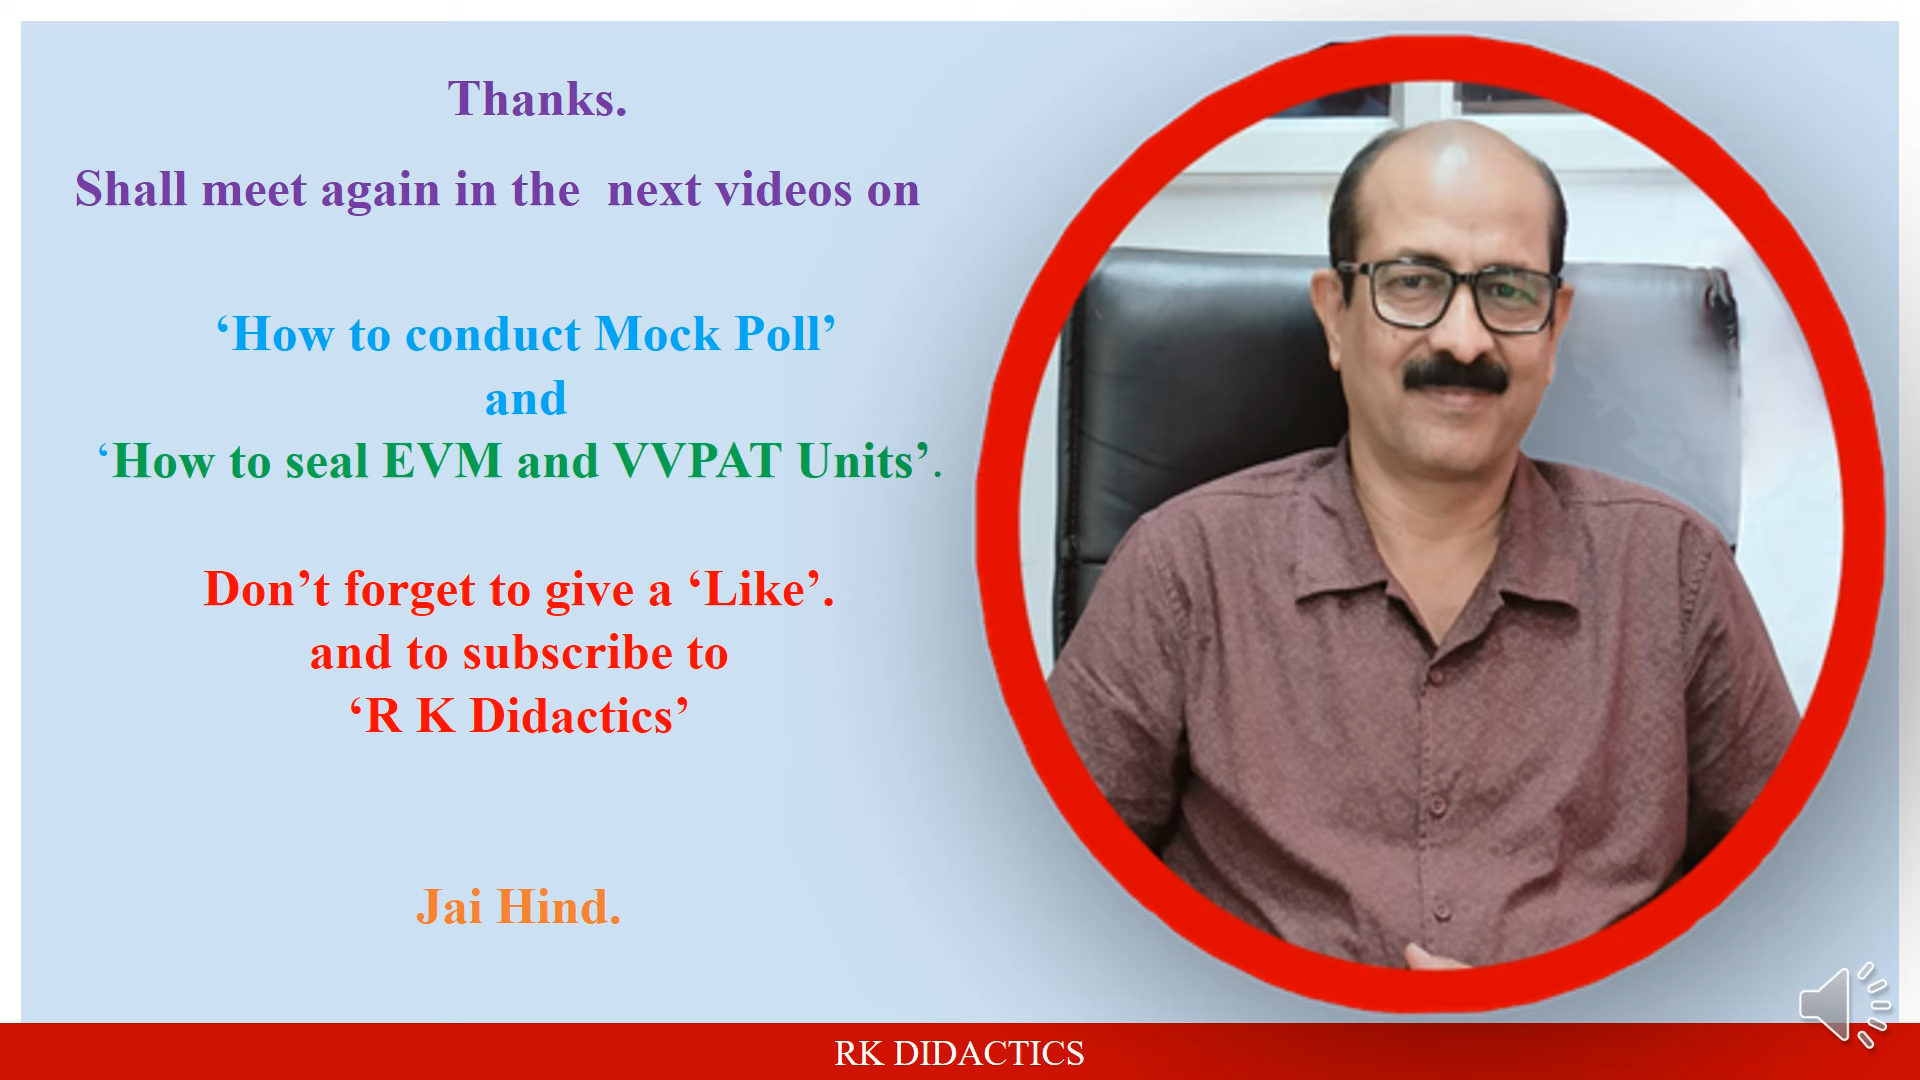 Thanks.
Shall meet again in the next videos on
‘How to conduct Mock Poll’
and
‘How to seal EVM and VVPAT Units’.
Don’t forget to give a ‘Like’.
and to subscribe to
‘R K Didactics’
Jai Hind.
RK DIDACTICS